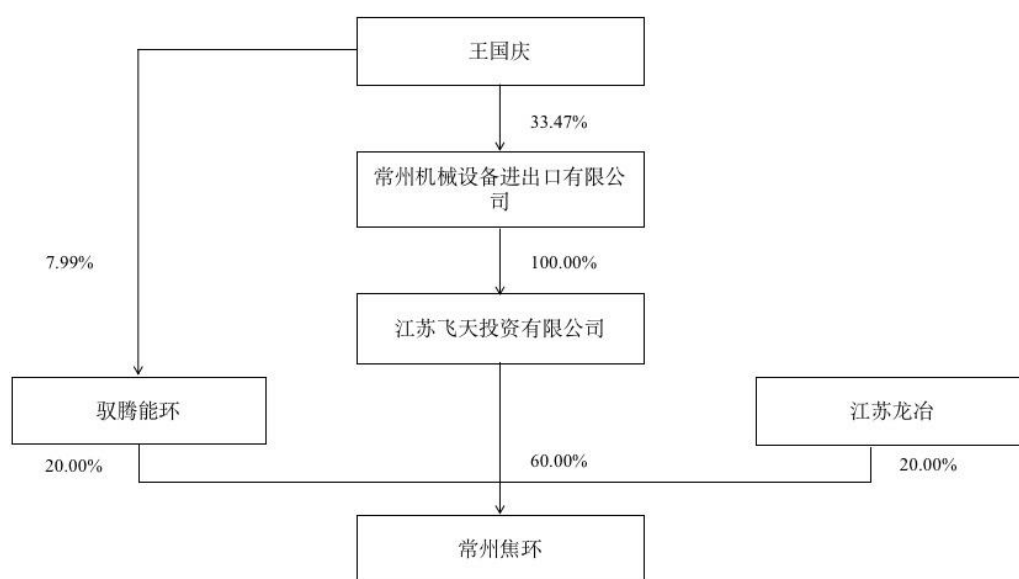 王国庆
33.47%
常州机械设备进出口有限公
司
7.99%
100.00%
江苏飞天投资有限公司
驭腾能环
江苏龙冶
20.00%
60.00%
20.00%
常州焦环